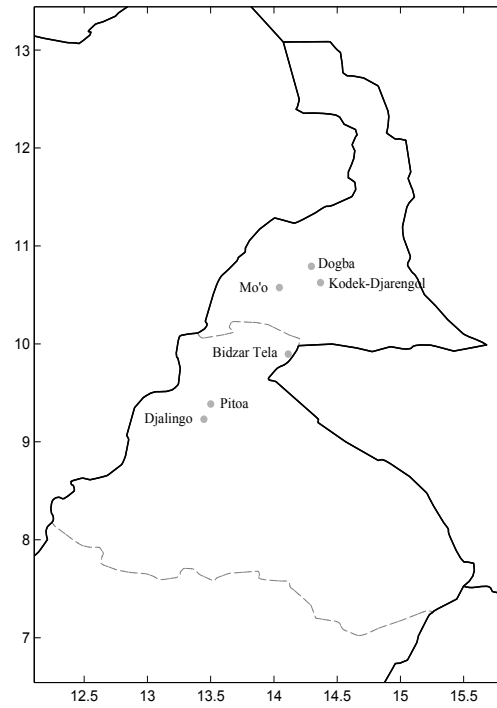 13
12
11
Dogba
Mo'o
Kodek-Djarengol
10
Bidzar Tela
Pitoa
Djalingo
9
8
7
12.5 13 13.5 14 14.5 15 15.5